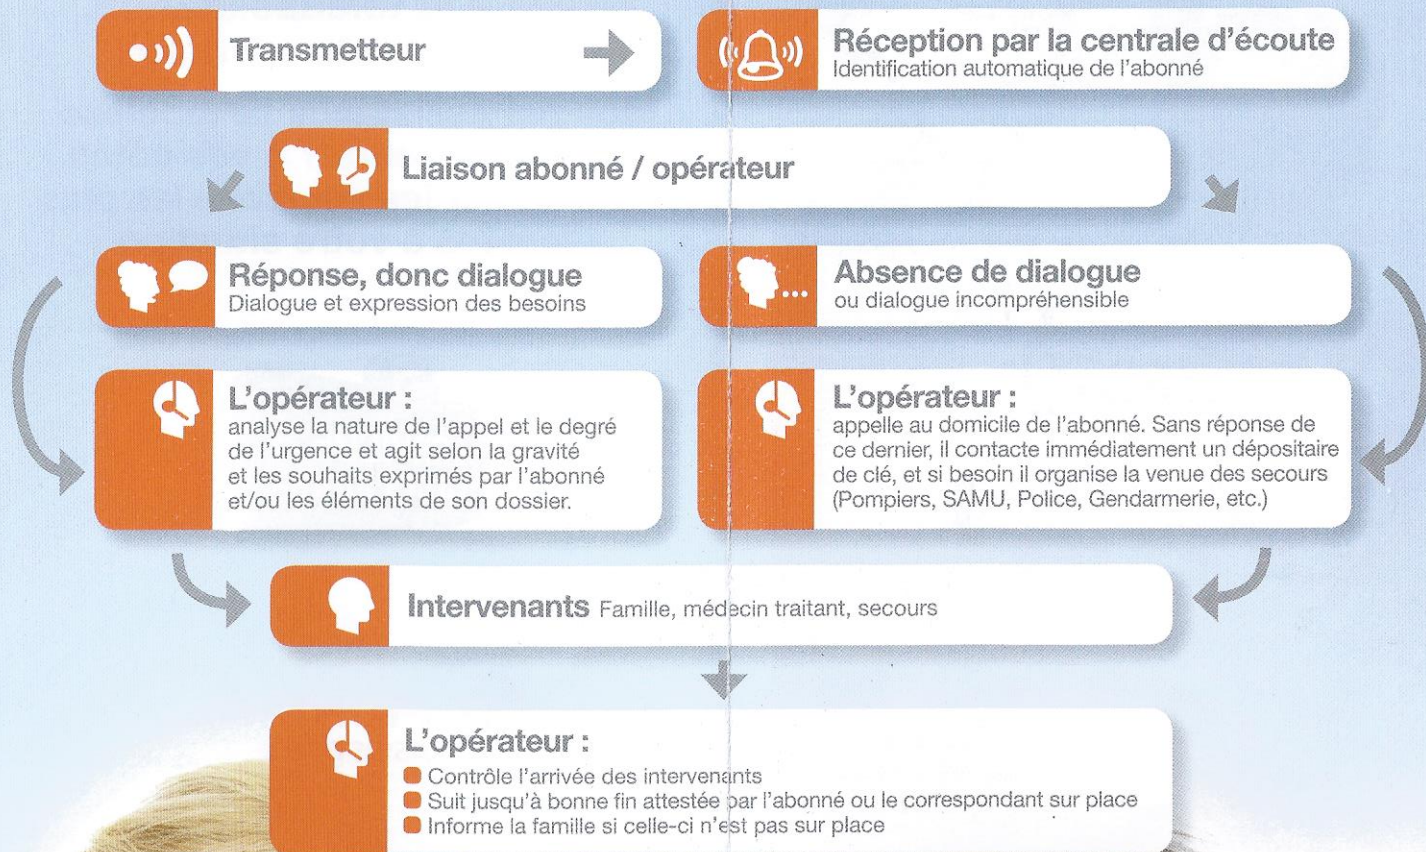 Transmetteur
Réception par la centrale d'écoute
Identification automatique de l'abonné
Liaison abonné / opérateur
Réponse, donc dialogue
Dialogue et expression des besoins
Absence de dialogue
ou dialogue incompréhensible
L'opérateur :
analyse la nature de l'appel et le degré
de l'urgence et agit selon la gravité
et les souhaits exprimés par l'abonné
et/ou les éléments de son dossier.
L'opérateur :
appelle au domicile de l'abonné. Sans réponse de
ce dernier, il contacte immédiatement un dépositaire
de clé, et si besoin il organise la venue des secours
(Pompiers, SAMU, Police, Gendarmerie, etc.)
Intervenants Famille, médecin traitant, secours
L'opérateur :
Contrôle l'arrivée des intervenants
Suit jusqu'à bonne fin attestée par l'abonné ou le correspondant sur place
Informe la famille si celle-ci n'est pas sur place